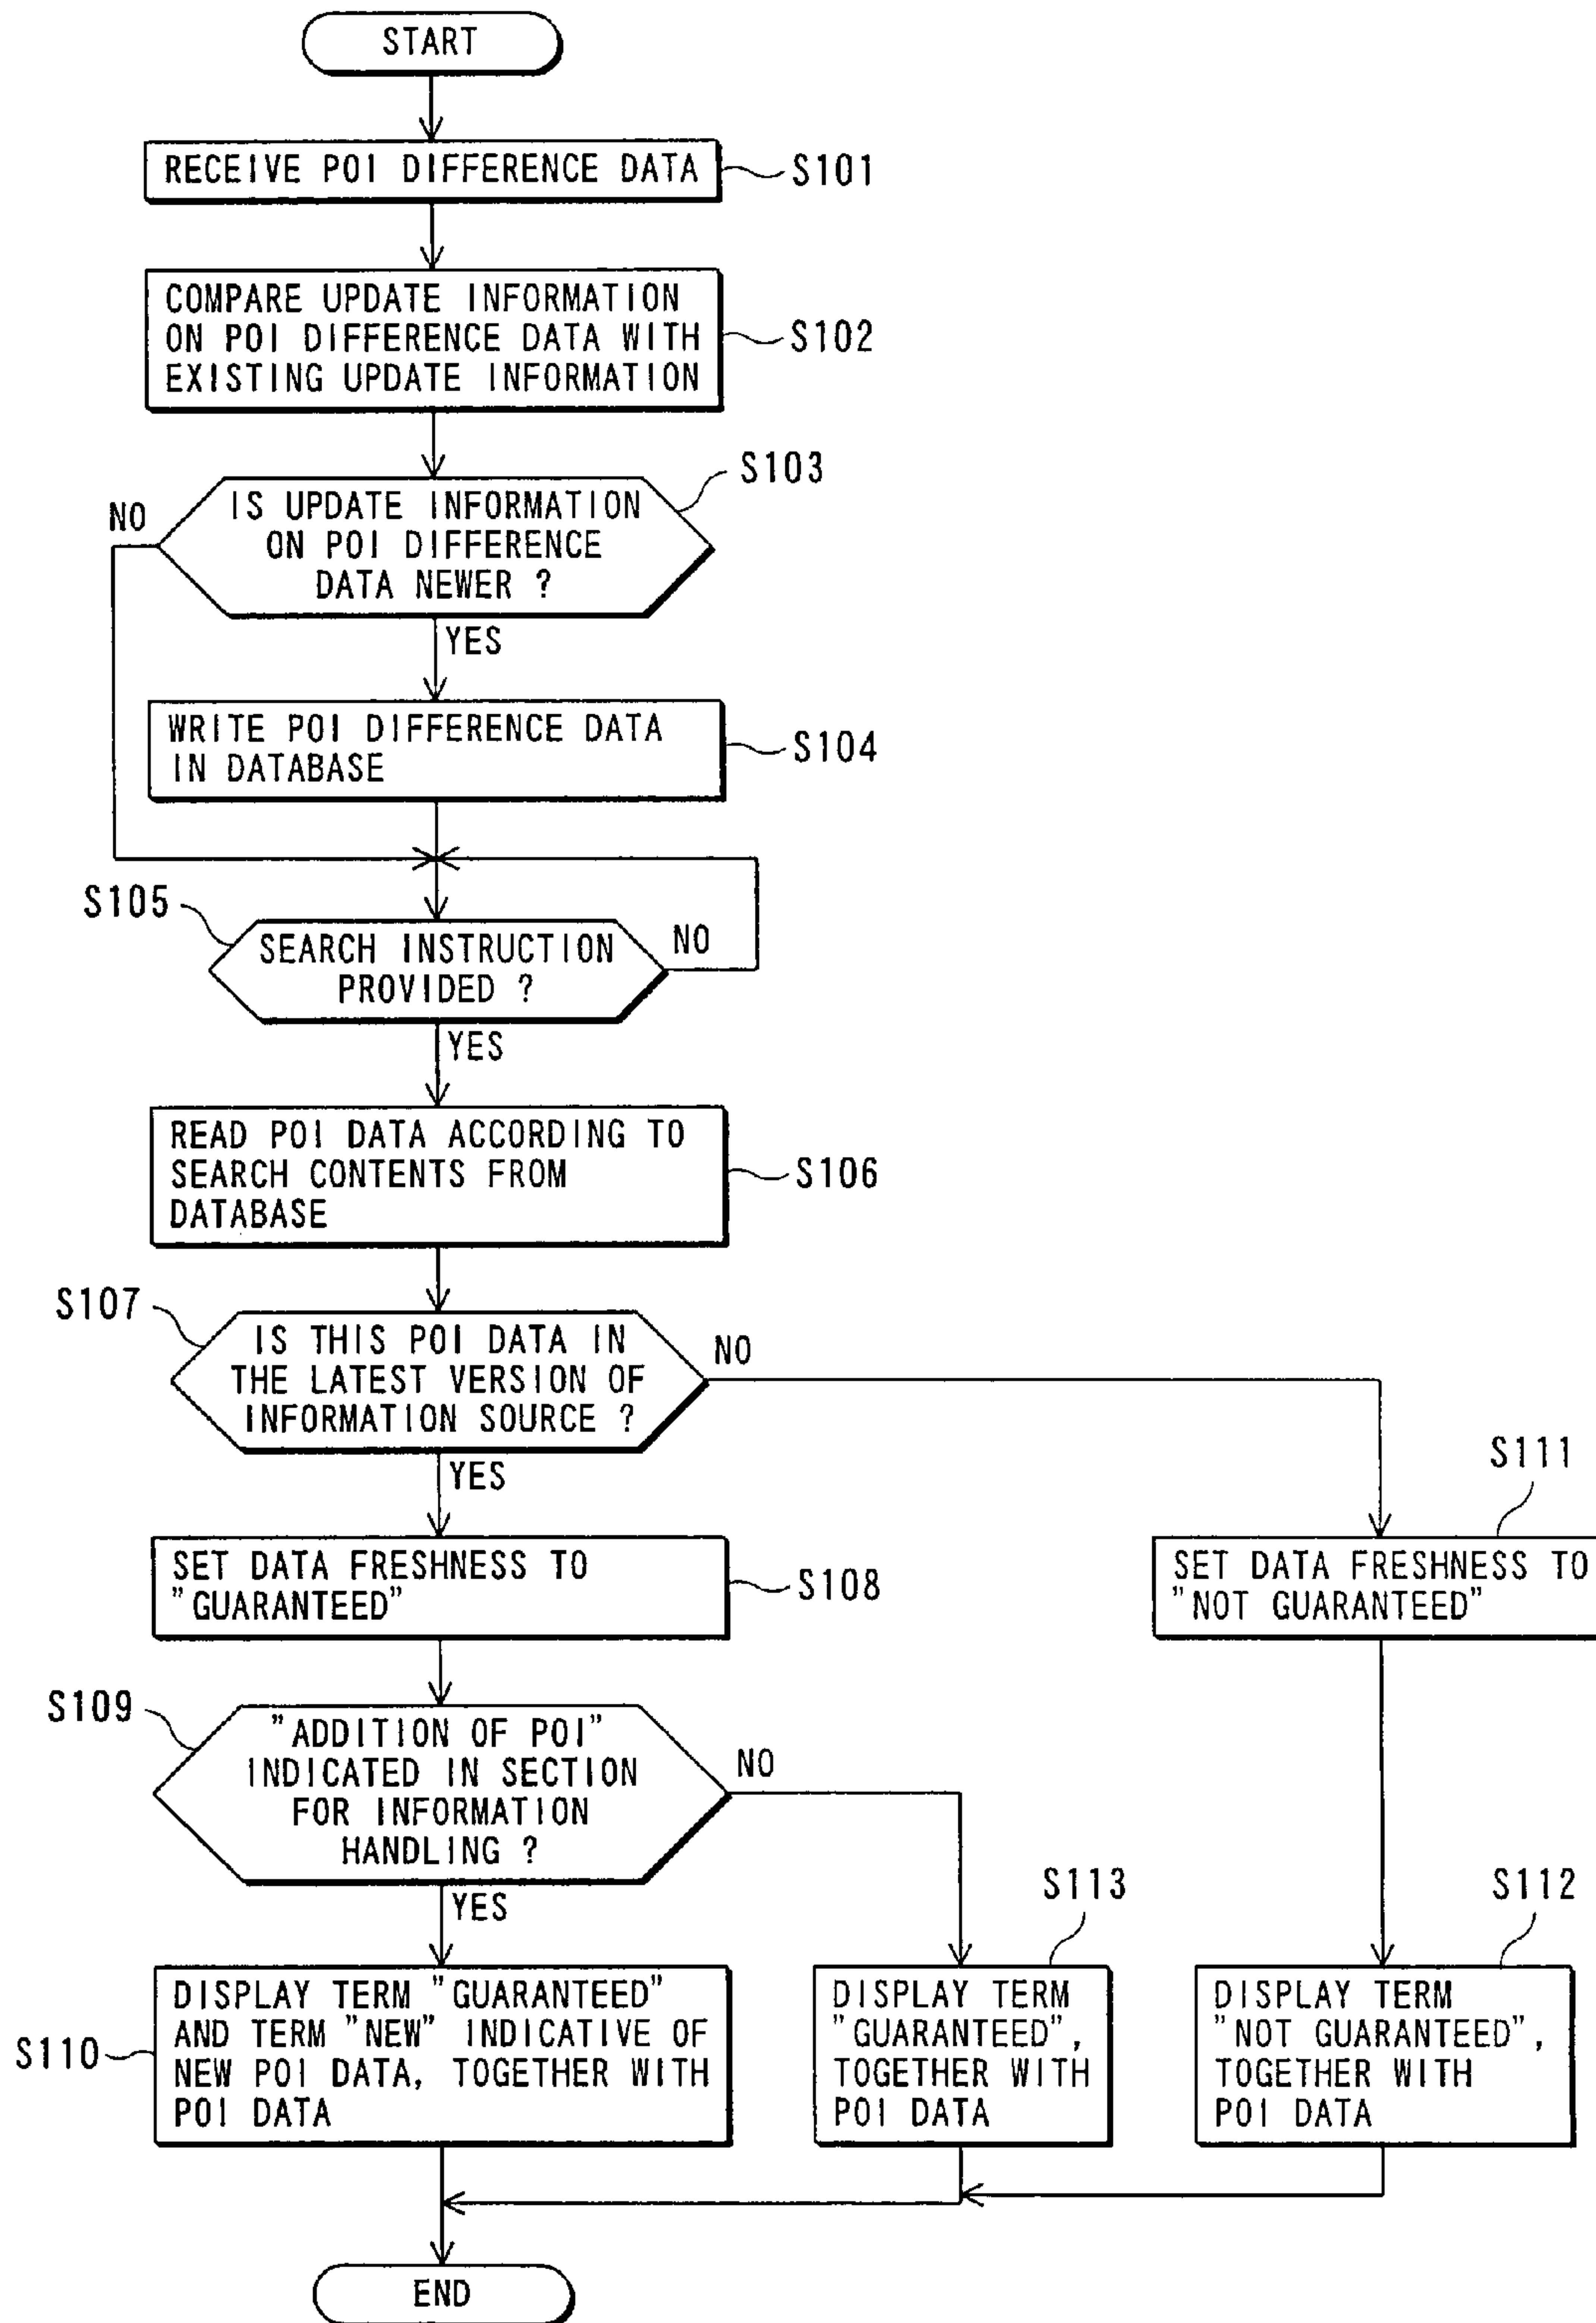 START
RECEIVE POI DIFFERENCE DATA
S101
COMPARE UPDATE INFORMATION
ON POI DIFFERENCE DATA WITH
EXISTING UPDATE INFORMATION
S102
S103
IS UPDATE INFORMATION
ON POI DIFFERENCE
DATA NEWER ?
NO
YES
WRITE POI DIFFERENCE DATA
IN DATABASE
S104
S105
SEARCH INSTRUCTION
PROVIDED ?
NO
YES
READ POI DATA ACCORDING TO
SEARCH CONTENTS FROM
DATABASE
S106
S107
IS THIS POI DATA IN
THE LATEST VERSION OF
INFORMATION SOURCE ?
NO
YES
S111
SET DATA FRESHNESS TO
"GUARANTEED"
S108
SET DATA FRESHNESS TO
"NOT GUARANTEED"
S109
"ADDITION OF POI"
INDICATED IN SECTION
FOR INFORMATION
HANDLING ?
NO
YES
S113
S112
S110
DISPLAY TERM "GUARANTEED"
AND TERM "NEW" INDICATIVE OF
NEW POI DATA, TOGETHER WITH
POI DATA
DISPLAY TERM
"GUARANTEED",
TOGETHER WITH
POI DATA
DISPLAY TERM
"NOT GUARANTEED",
TOGETHER WITH
POI DATA
END